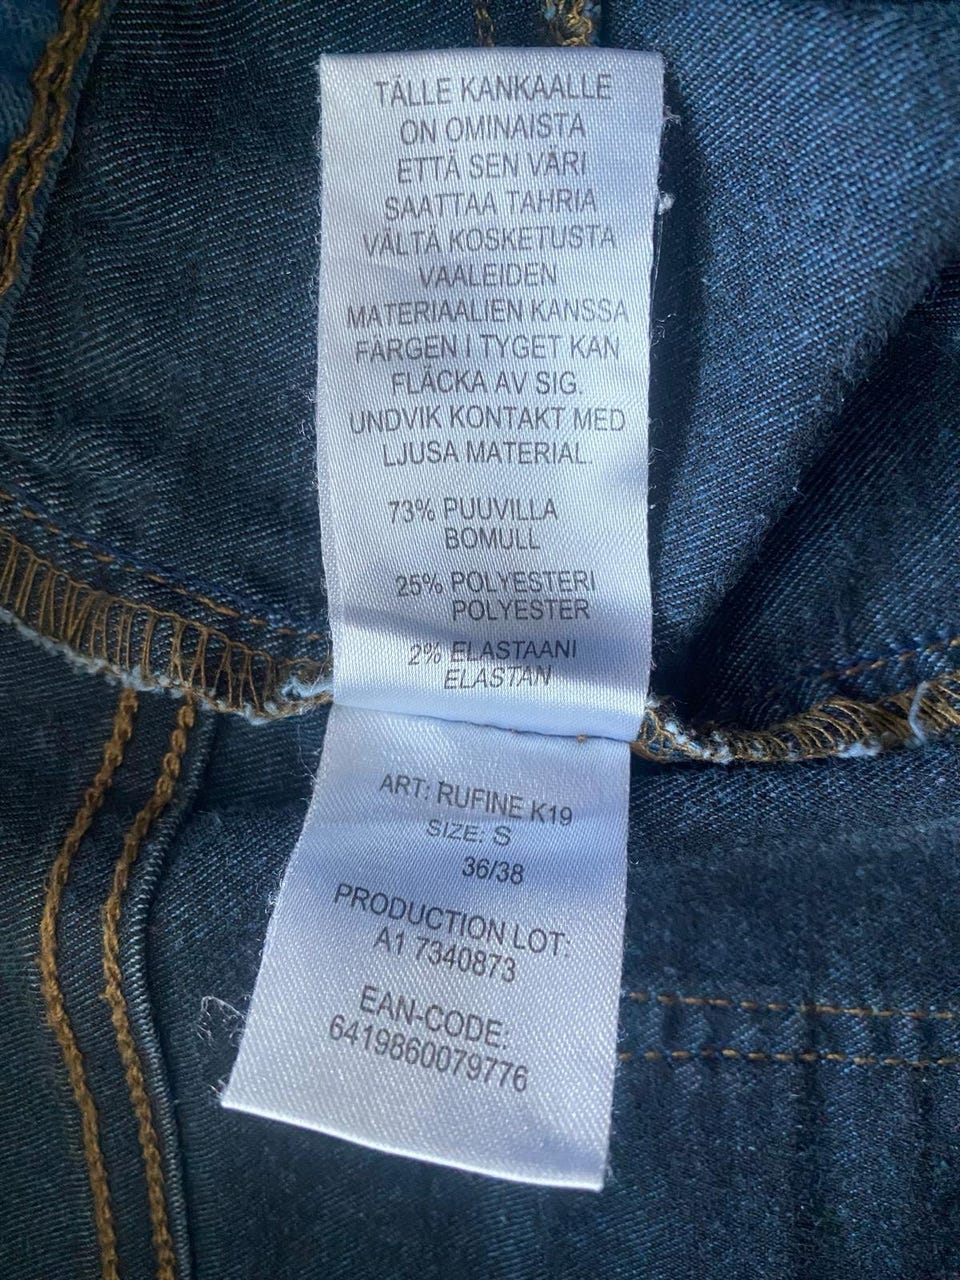 TÄLLE KANKAALLE
ON OMINAISTA
ETTÄ SEN VÄRI
SAATTAA TAHRIA
VÄLTÄ KOSKETUSTA
VAALEIDEN
MATERIAALIEN KANSSA
FÄRGEN I TYGET KAN
FLÄCKA AV SIG.
UNDVIK KONTAKT MED
LJUSA MATERIAL.
73% PUUVILLA
BOMULL
25% POLYESTERI
POLYESTER
2% ELASTAANI
ELASTAN
ART: RUFINE K19
SIZE: S
36/38
PRODUCTION LOT:
A1 7340873
EAN-CODE:
6419860079776